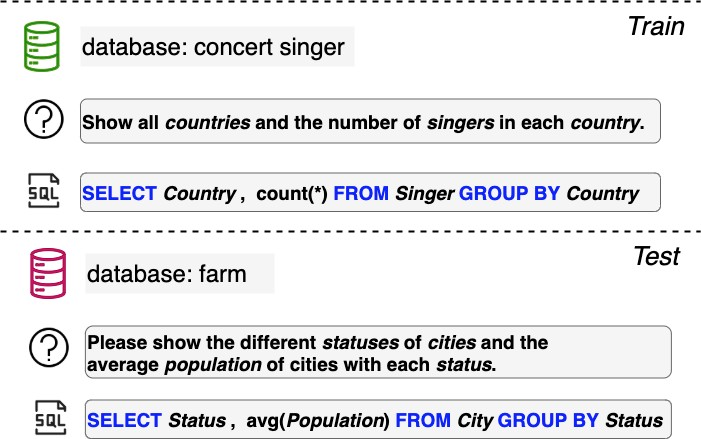 Train
database: concert singer
Show all countries and the number of singers in each country.
SQL
SELECT Country , count(*) FROM Singer GROUP BY Country
Test
database: farm
Please show the different statuses of cities and the
average population of cities with each status.
SQL
SELECT Status , avg(Population) FROM City GROUP BY Status